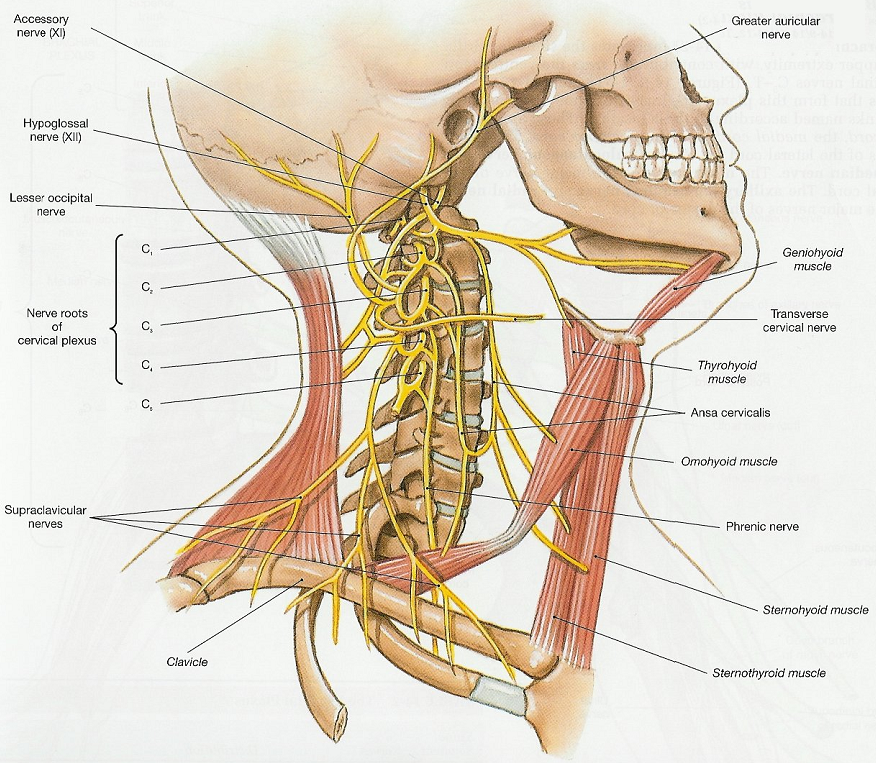 Accessory
nerve (XI)
Hypoglossal
nerve (XII)
Lesser occipital
nerve
C₁
C₂
Nerve roots
of
cervical plexus
C₃
C₄
C₅
Supraclavicular
nerves
Clavicle
Greater auricular
nerve
Geniohyoid
muscle
Transverse
cervical nerve
Thyrohyoid
muscle
Ansa cervicalis
Omohyoid muscle
Phrenic nerve
Sternohyoid muscle
Sternothyroid muscle